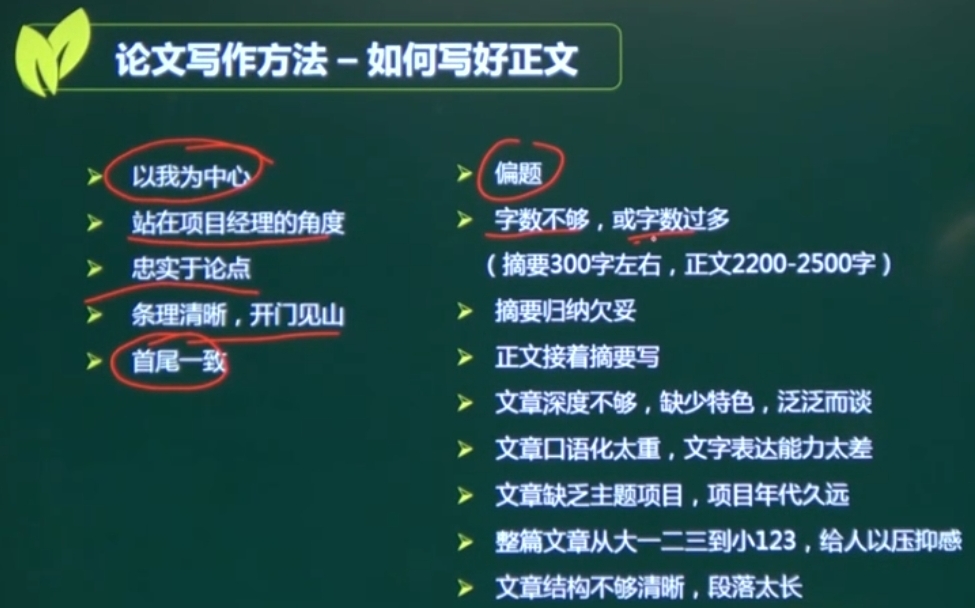 论文写作方法 – 如何写好正文
以我为中心
站在项目经理的角度
忠实于论点
条理清晰，开门见山
首尾一致
偏题
字数不够，或字数过多
（摘要300字左右，正文2200-2500字）
摘要归纳欠妥
正文接着摘要写
文章深度不够，缺少特色，泛泛而谈
文章口语化太重，文字表达能力太差
文章缺乏主题项目，项目年代久远
整篇文章从大一二三到小123，给人以压抑感
文章结构不够清晰，段落太长